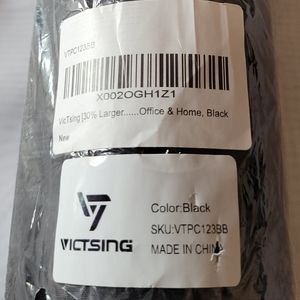 VTPC123BB
X002OGH1Z1
VicTsing [30% Larger......Office & Home, Black
New
VICTSING
Color:Black
SKU:VTPC123BB
MADE IN CHINA